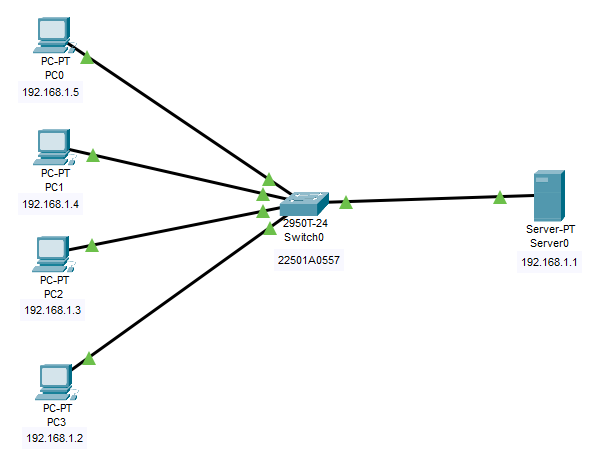 PC-PT
PC0
192.168.1.5
PC-PT
PC1
192.168.1.4
PC-PT
PC2
192.168.1.3
PC-PT
PC3
192.168.1.2
2950T-24
Switch0
22501A0557
Server-PT
Server0
192.168.1.1